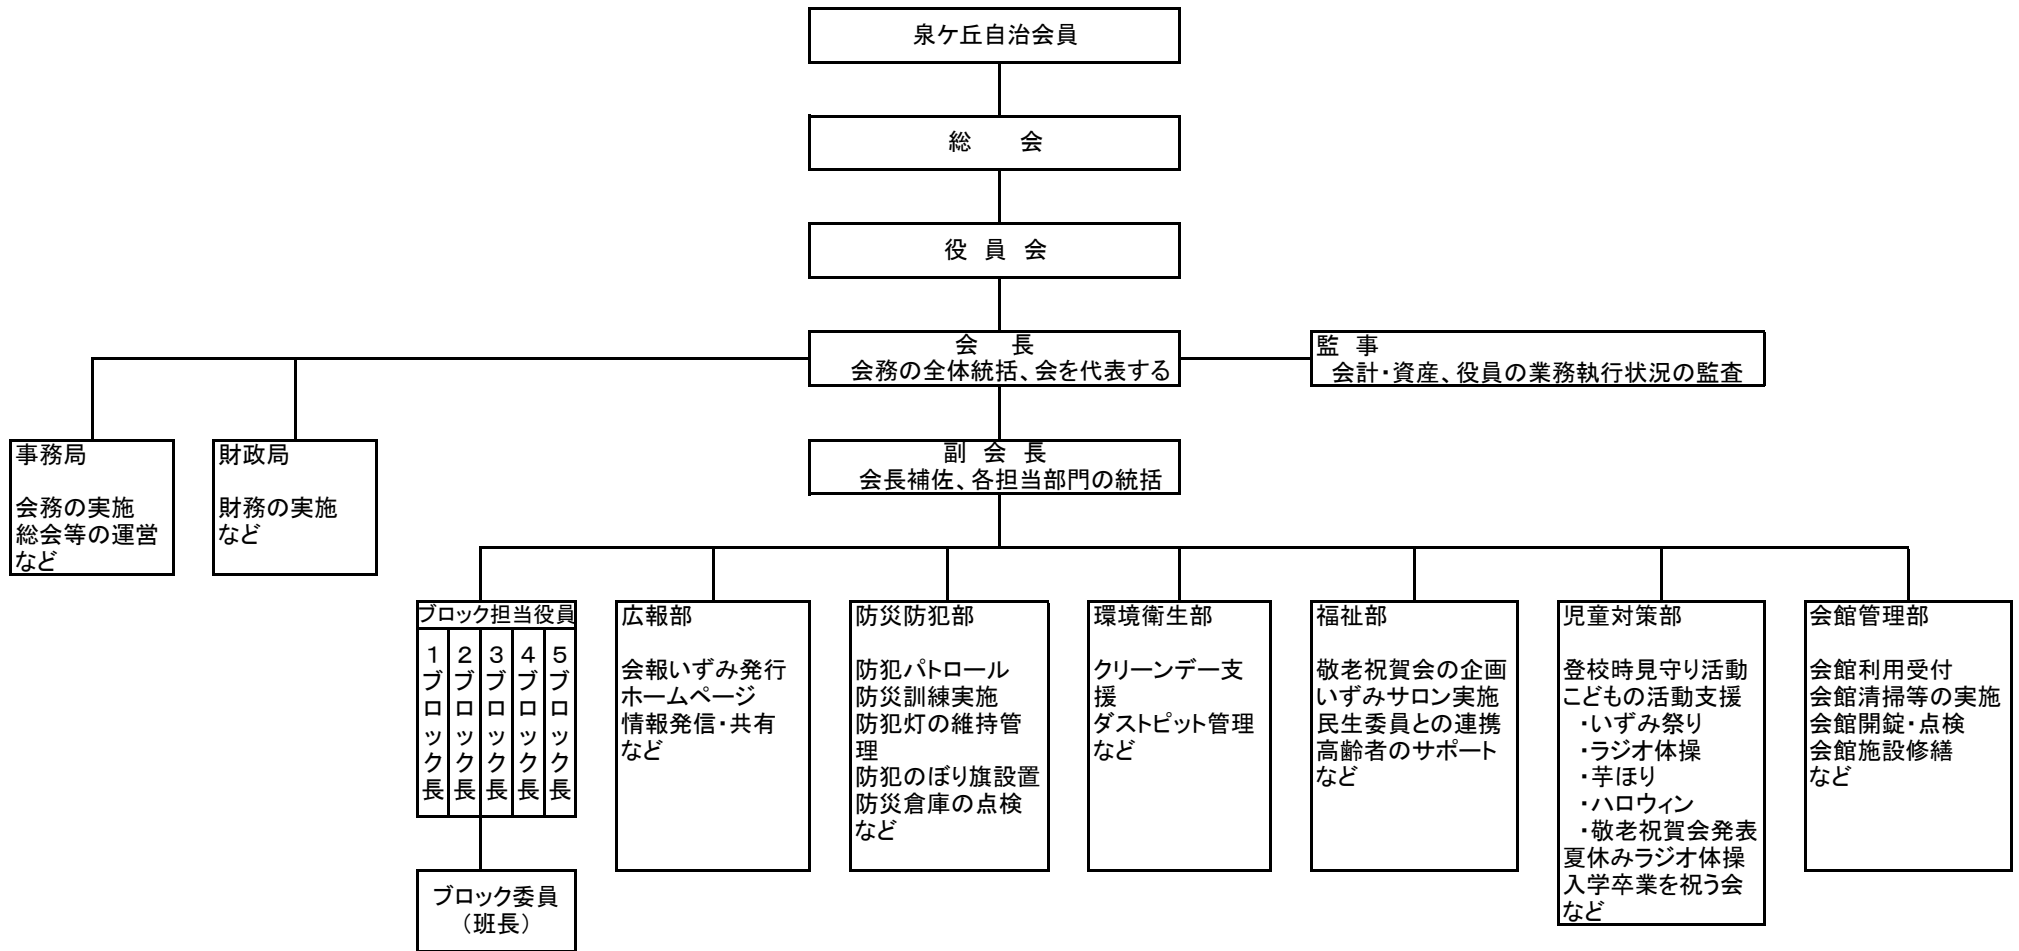 泉ケ丘自治会員
総　　会
役　員　会
会　長
会務の全体統括、会を代表する
監　事
会計・資産、役員の業務執行状況の監査
副　会　長
会長補佐、各担当部門の統括
事務局
会務の実施
総会等の運営
など
財政局
財務の実施
など
ブロック担当役員
1ブロック長
2ブロック長
3ブロック長
4ブロック長
5ブロック長
ブロック委員
（班長）
広報部
会報いずみ発行
ホームページ
情報発信・共有
など
防災防犯部
防犯パトロール
防災訓練実施
防犯灯の維持管
理
防犯のぼり旗設置
防災倉庫の点検
など
環境衛生部
クリーンデー支
援
ダストピット管理
など
福祉部
敬老祝賀会の企画
いずみサロン実施
民生委員との連携
高齢者のサポート
など
児童対策部
登校時見守り活動
こどもの活動支援
・いずみ祭り
・ラジオ体操
・芋ほり
・ハロウィン
・敬老祝賀会発表
夏休みラジオ体操
入学卒業を祝う会
など
会館管理部
会館利用受付
会館清掃等の実施
会館開錠・点検
会館施設修繕
など